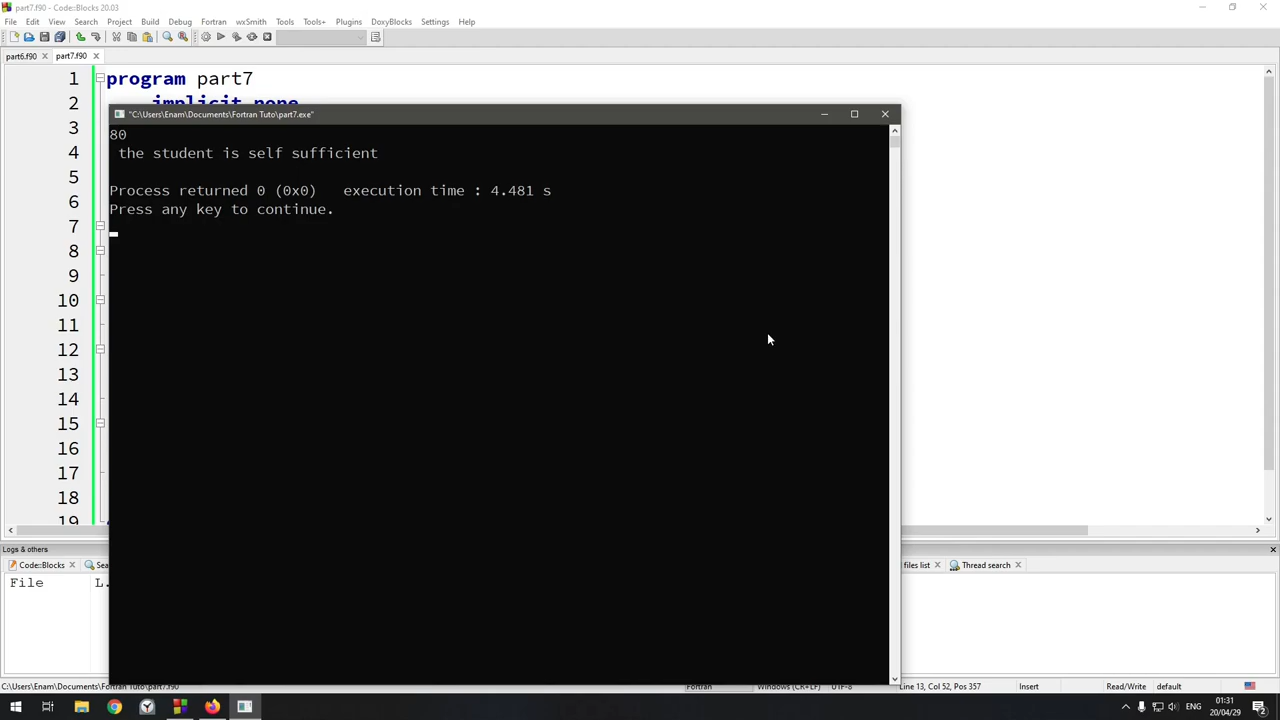 part7.f90 - Code::Blocks 20.03
File Edit View Search Project Build Debug Fortran wxSmith Tools Tools+ Plugins DoxyBlocks Settings Help
part6.f90 part7.f90
1 program part7
2 implicit none
"C:\Users\Enam\Documents\Fortran Tuto\part7.exe"
3
80
4 the student is self sufficient
5
6 Process returned 0 (0x0) execution time : 4.481 s
Press any key to continue.
7
8
9
10
11
12
13
14
15
16
17
18
19
Logs & others
Code::Blocks Sea files list Thread search
File L.
C:\Users\Enam\Documents\Fortran Tuto\part7.f90 Fortran Windows (CR+LF) UTF-8 Line 13, Col 52, Pos 357 Insert Read/Write default
ENG 01:31
20/04/29 2